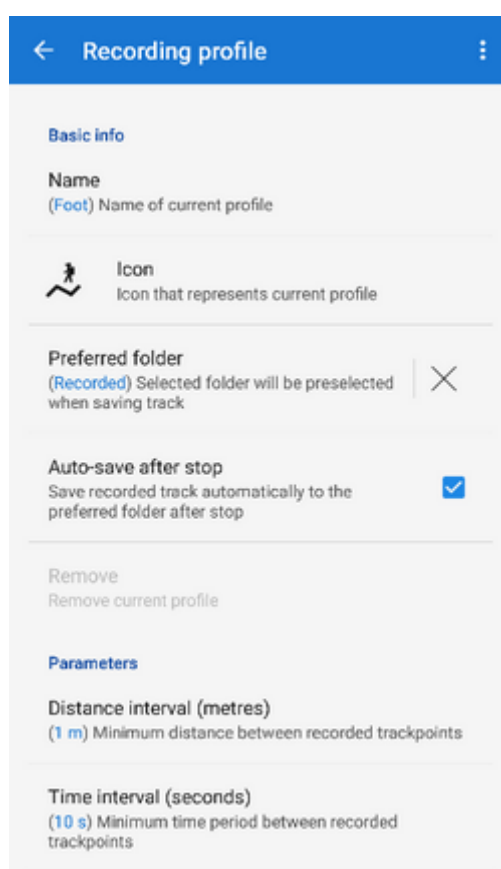 Recording profile
Basic info
Name
(Foot) Name of current profile
Icon
Icon that represents current profile
Preferred folder
(Recorded) Selected folder will be preselected
when saving track
Auto-save after stop
Save recorded track automatically to the
preferred folder after stop
Remove
Remove current profile
Parameters
Distance interval (metres)
(1 m) Minimum distance between recorded trackpoints
Time interval (seconds)
(10 s) Minimum time period between recorded
trackpoints